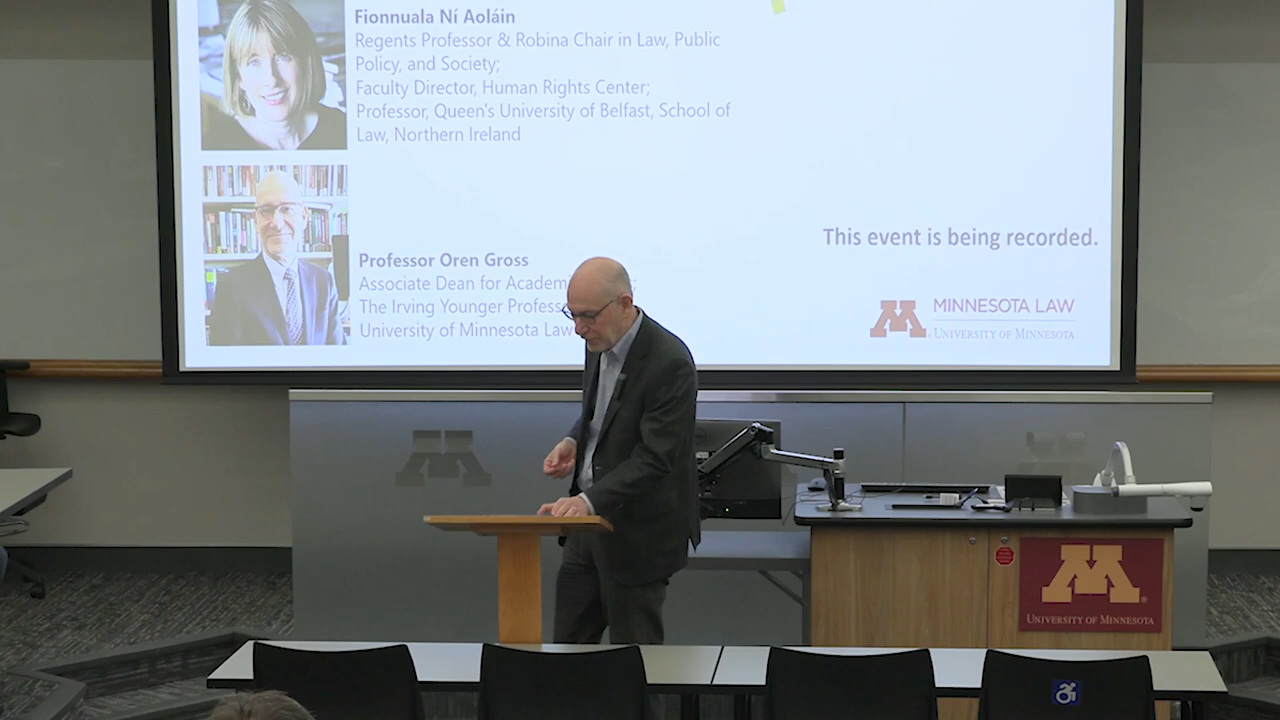 Fionnuala Ní Aoláin
Regents Professor & Robina Chair in Law, Public
Policy, and Society;
Faculty Director, Human Rights Center;
Professor, Queen's University of Belfast, School of
Law, Northern Ireland
Professor Oren Gross
Associate Dean for
The Irving Younger
University of Minnesota Law
This event is being recorded.
M MINNESOTA LAW
UNIVERSITY OF MINNESOTA
M
M
UNIVERSITY OF MINNESOTA